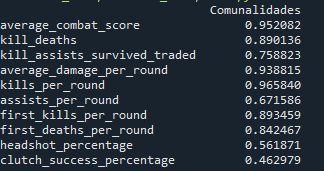 Comunalidades
average_combat_score 0.952082
kill_deaths 0.890136
kill_assists_survived_traded 0.758823
average_damage_per_round 0.938815
kills_per_round 0.965840
assists_per_round 0.671586
first_kills_per_round 0.893459
first_deaths_per_round 0.842467
headshot_percentage 0.561871
clutch_success_percentage 0.462979